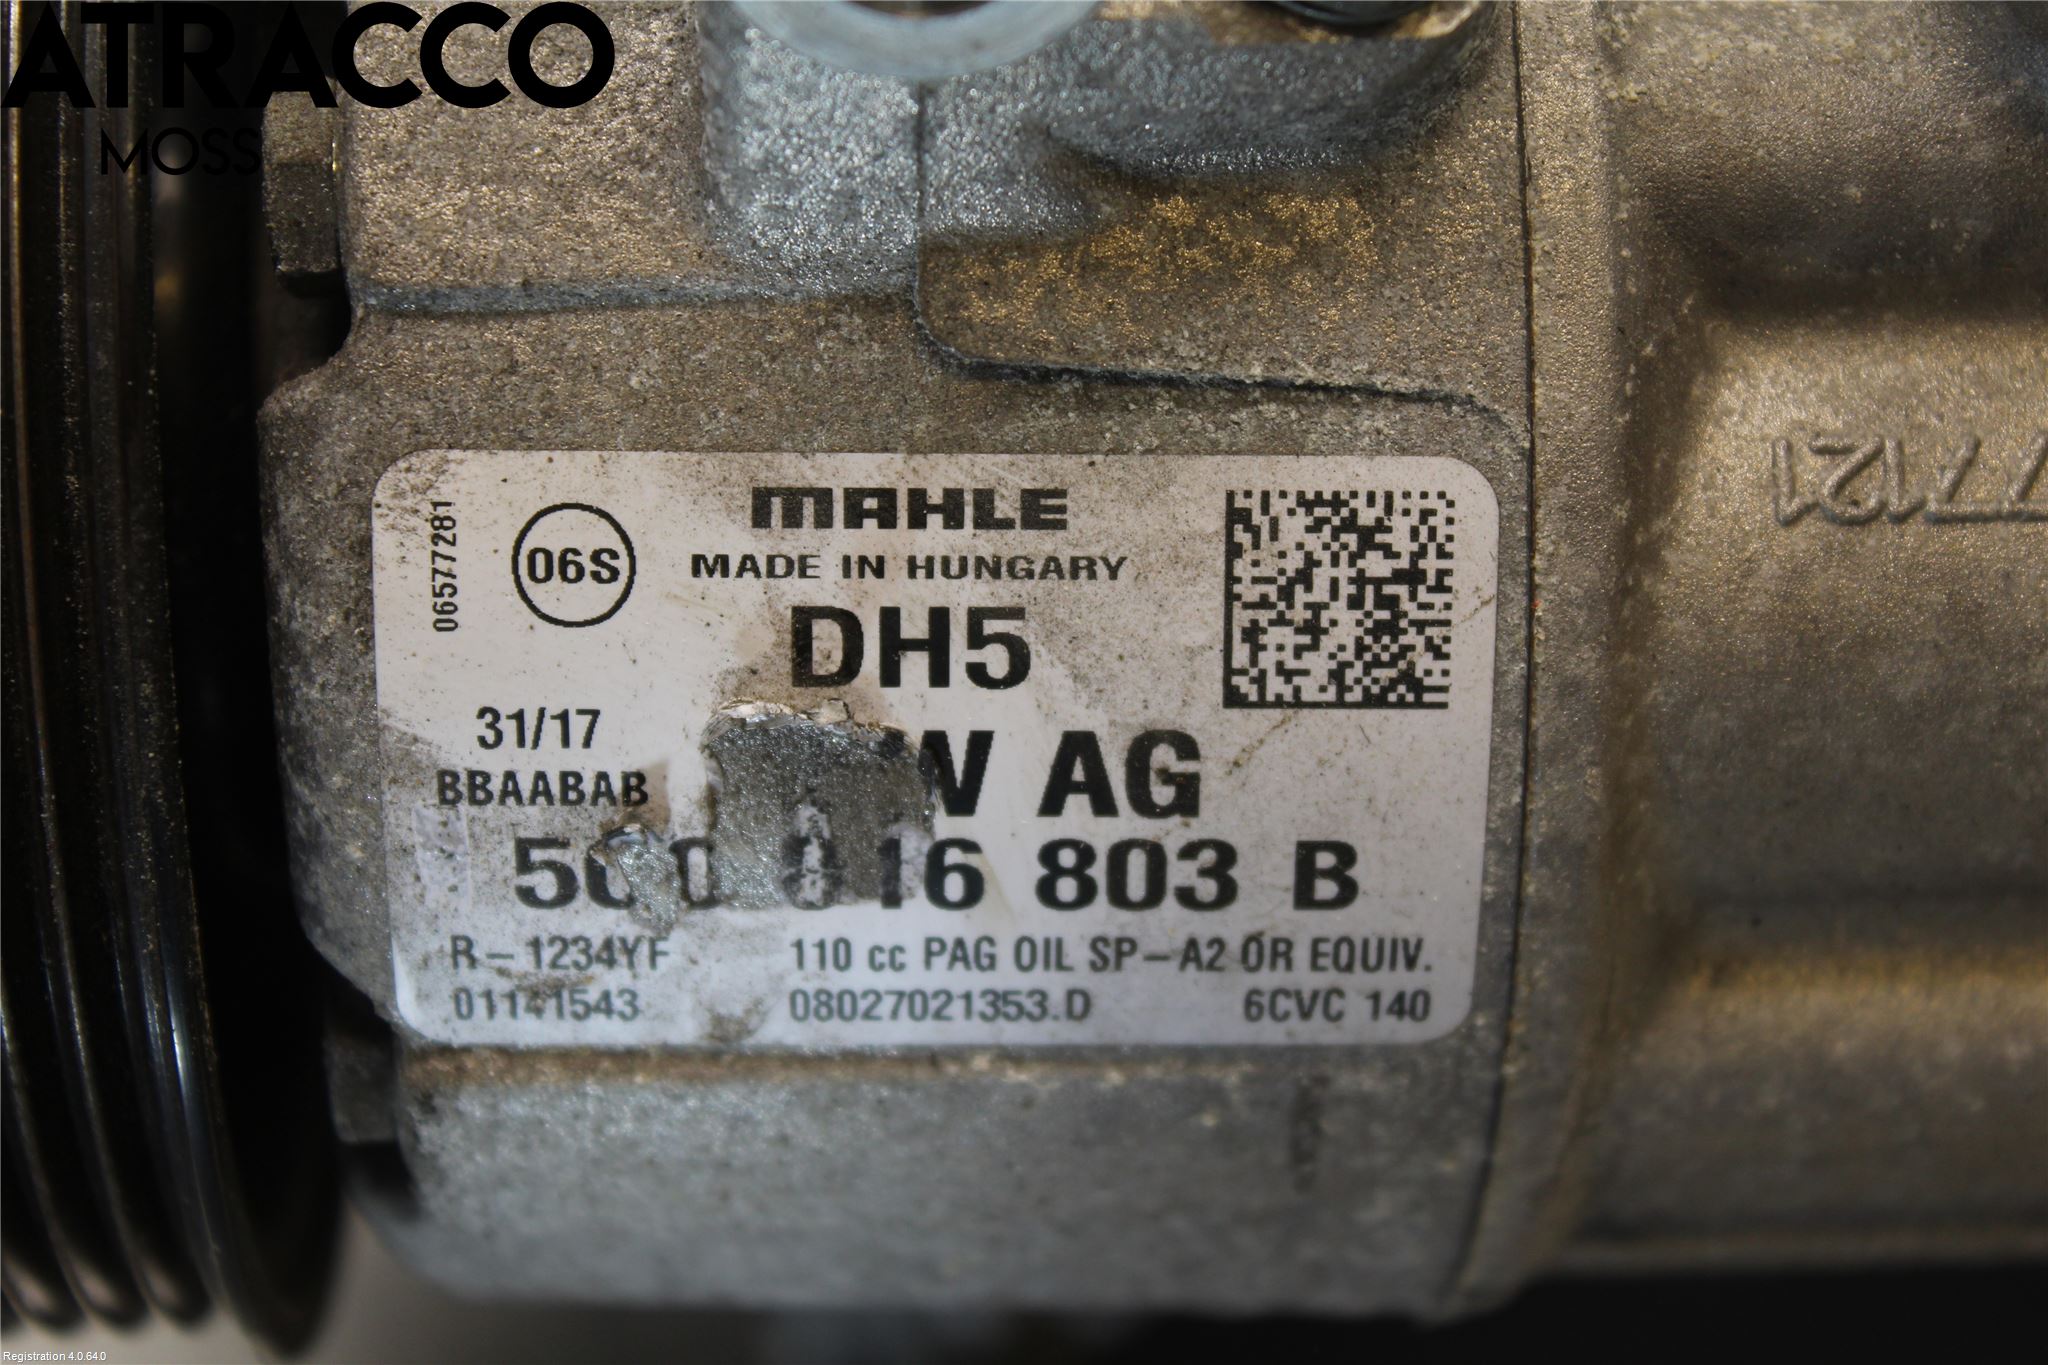 ATRACCO
MOSS
06577281
06S
MAHLE
MADE IN HUNGARY
DH5
31/17
BBAABAB
AG
803 B
R-1234YF
110 cc PAG OIL SP-A2 OR EQUIV.
01141543
08027021353.D
6CVC 140
Registration 4.0.64.0